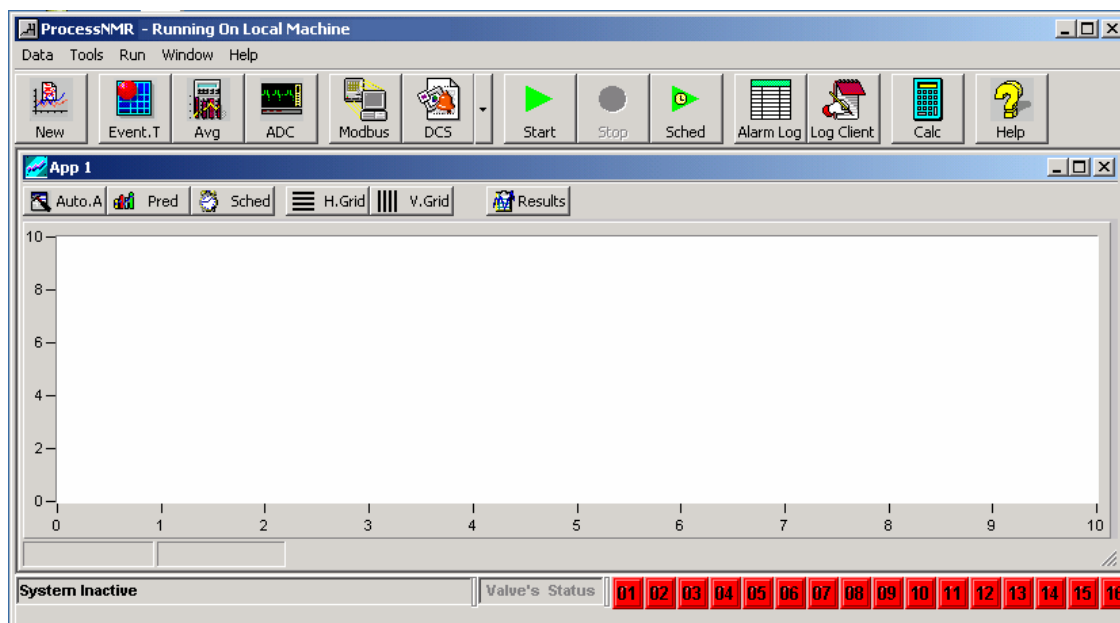 ProcessNMR - Running On Local Machine
Data Tools Run Window Help
New Event.T Avg ADC Modbus DCS Start Stop Sched Alarm Log Log Client Calc Help
App 1
Auto.A Pred Sched H.Grid V.Grid Results
10
8
6
4
2
0
0 1 2 3 4 5 6 7 8 9 10
System Inactive Valve's Status 01 02 03 04 05 06 07 08 09 10 11 12 13 14 15 16